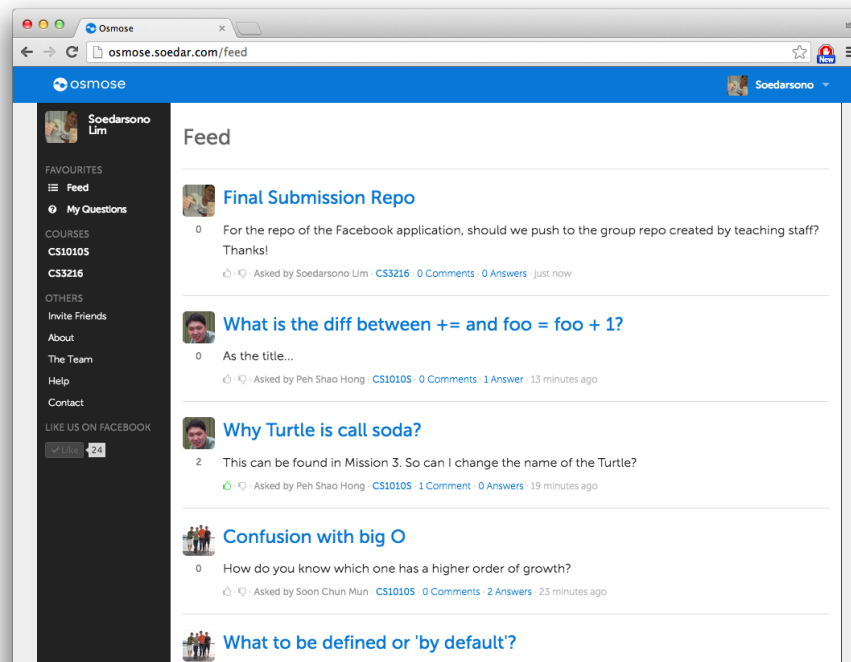 Osmose
osmose.soedar.com/feed
New
osmose
Soedarsono
Soedarsono
Lim
FAVOURITES
Feed
My Questions
COURSES
CS1010S
CS3216
OTHERS
Invite Friends
About
The Team
Help
Contact
LIKE US ON FACEBOOK
Like 24
Feed
Final Submission Repo
0
For the repo of the Facebook application, should we push to the group repo created by teaching staff?
Thanks!
· Asked by Soedarsono Lim · CS3216 · 0 Comments · 0 Answers · just now
What is the diff between += and foo = foo + 1?
0
As the title...
· Asked by Peh Shao Hong · CS1010S · 0 Comments · 1 Answer · 13 minutes ago
Why Turtle is call soda?
2
This can be found in Mission 3. So can I change the name of the Turtle?
· Asked by Peh Shao Hong · CS1010S · 1 Comment · 0 Answers · 19 minutes ago
Confusion with big O
0
How do you know which one has a higher order of growth?
· Asked by Soon Chun Mun · CS1010S · 0 Comments · 2 Answers · 23 minutes ago
What to be defined or 'by default'?